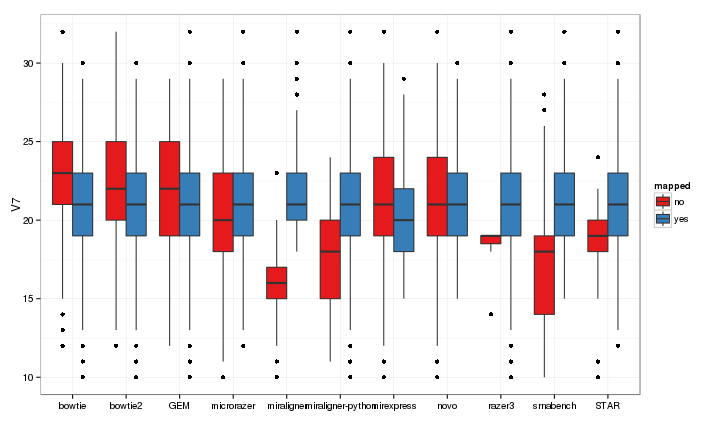 30
25
20
15
10
V7
bowtie bowtie2 GEM microrazer miraligner miraligner-python mirexpress novo razer3 srnabench STAR
mapped
no
yes